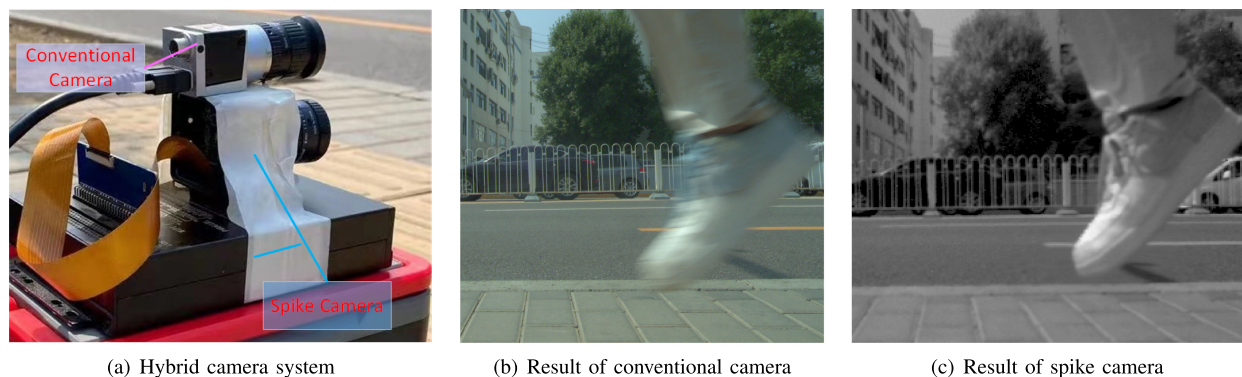 Conventional
Camera
Spike Camera
(a) Hybrid camera system
(b) Result of conventional camera
(c) Result of spike camera